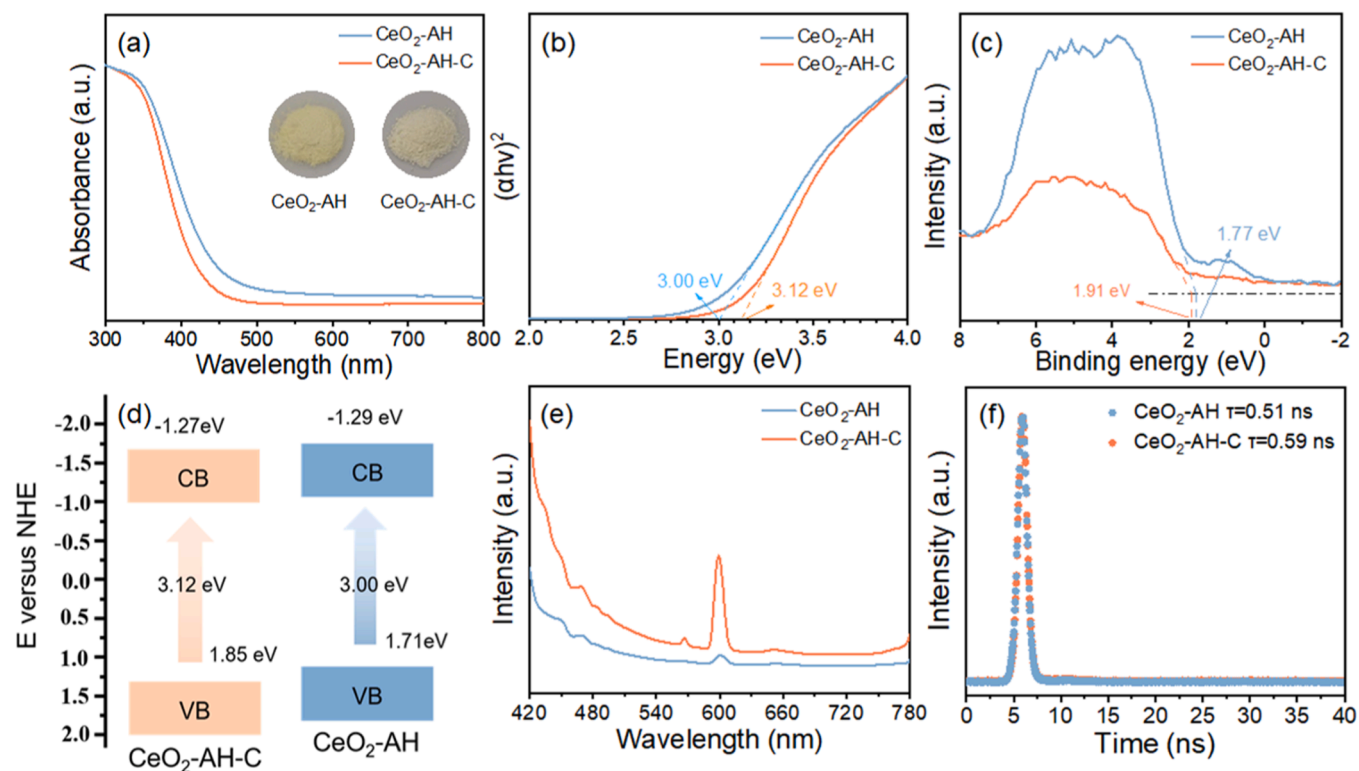 (a)
CeO₂-AH
CeO₂-AH-C
CeO₂-AH
CeO₂-AH-C
Absorbance (a.u.)
300 400 500 600 700 800
Wavelength (nm)
(b)
CeO₂-AH
CeO₂-AH-C
3.00 eV
3.12 eV
(αhv)²
2.0 2.5 3.0 3.5 4.0
Energy (eV)
(c)
CeO₂-AH
CeO₂-AH-C
1.77 eV
1.91 eV
Intensity (a.u.)
8 6 4 2 0 -2
Binding energy (eV)
(d)
-1.27eV
-1.29 eV
CB
CB
3.12 eV
3.00 eV
1.85 eV
1.71eV
VB
VB
CeO₂-AH-C
CeO₂-AH
E versus NHE
-2.0
-1.5
-1.0
-0.5
0.0
0.5
1.0
1.5
2.0
(e)
CeO₂-AH
CeO₂-AH-C
Intensity (a.u.)
420 480 540 600 660 720 780
Wavelength (nm)
(f)
CeO₂-AH τ=0.51 ns
CeO₂-AH-C τ=0.59 ns
Intensity (a.u.)
0 5 10 15 20 25 30 35 40
Time (ns)